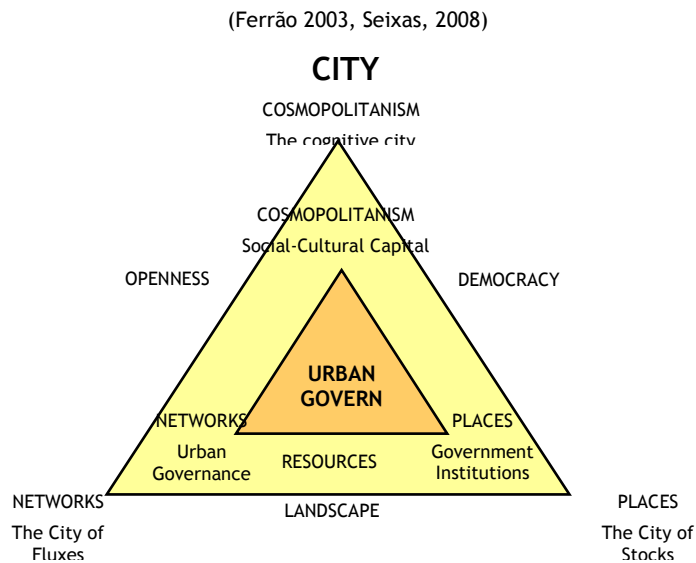 (Ferrão 2003, Seixas, 2008)
CITY
COSMOPOLITANISM
The cognitive city
COSMOPOLITANISM
Social-Cultural Capital
OPENNESS
DEMOCRACY
URBAN
GOVERN
NETWORKS
Urban
Governance
RESOURCES
PLACES
Government
Institutions
NETWORKS
The City of
Fluxes
LANDSCAPE
PLACES
The City of
Stocks